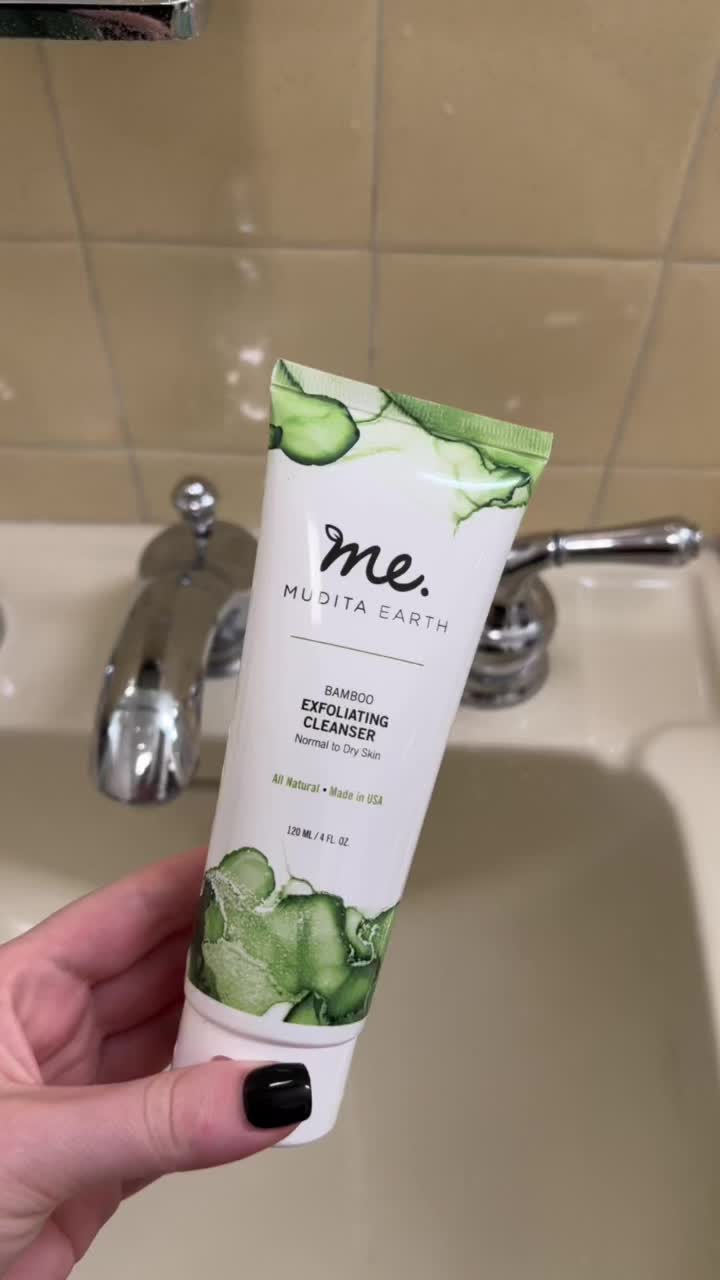 me.
MUDITA EARTH
BAMBOO
EXFOLIATING
CLEANSER
Normal to Dry Skin
All Natural • Made in USA
120 ML / 4 FL. OZ.